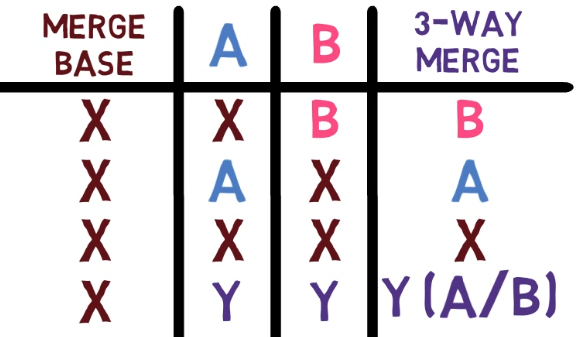 MERGE BASE A B 3-WAY MERGE
X X B B
X A X A
X X X X
X Y Y Y (A/B)